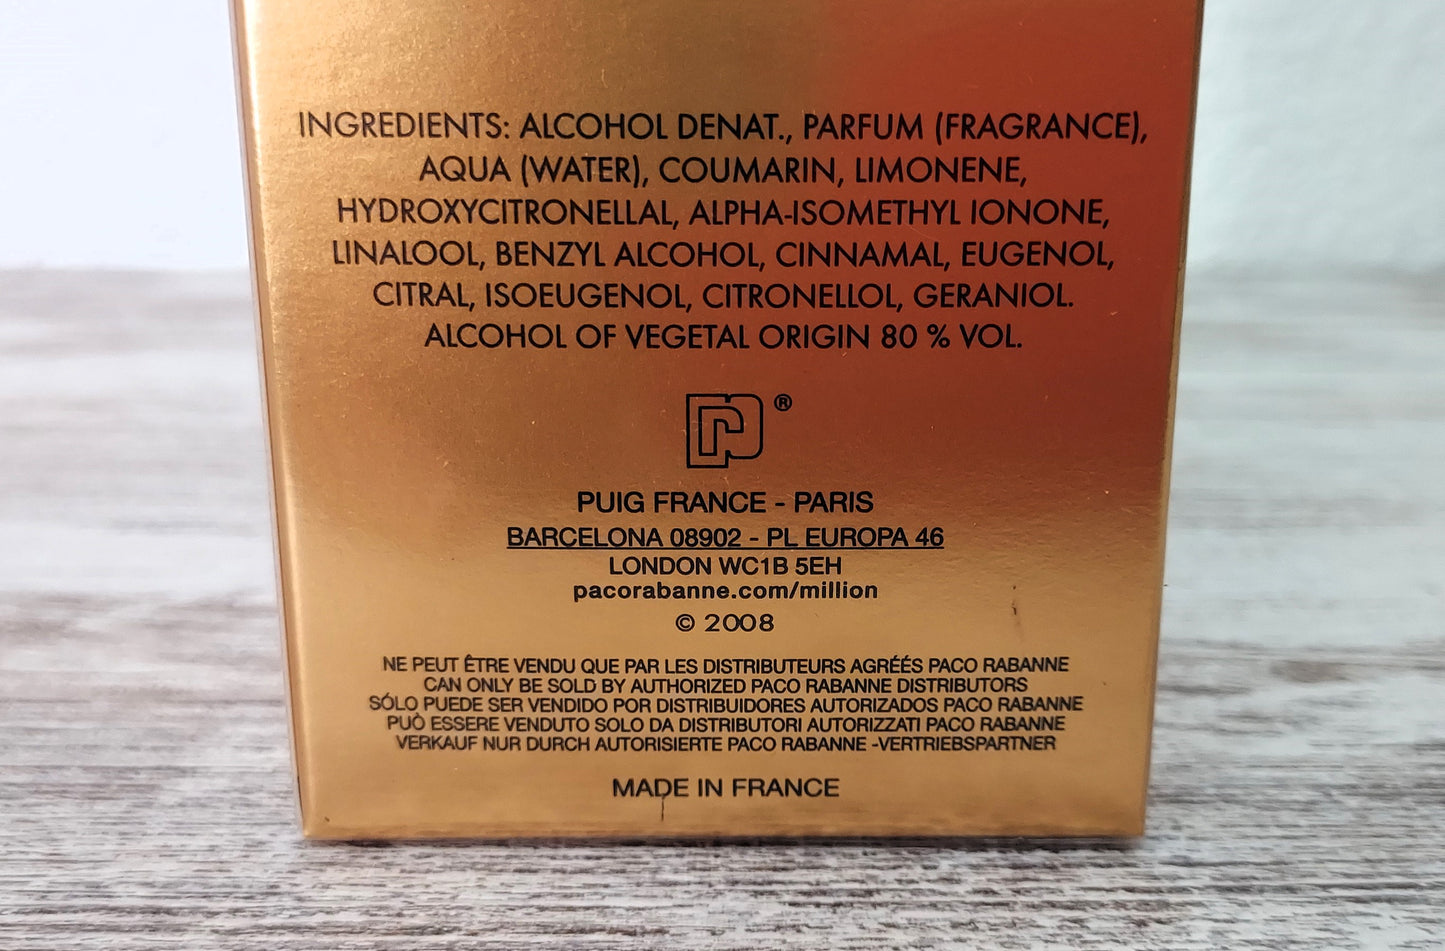 INGREDIENTS: ALCOHOL DENAT., PARFUM (FRAGRANCE),
AQUA (WATER), COUMARIN, LIMONENE,
HYDROXYCITRONELLAL, ALPHA-ISOMETHYL IONONE,
LINALOOL, BENZYL ALCOHOL, CINNAMAL, EUGENOL,
CITRAL, ISOEUGENOL, CITRONELLOL, GERANIOL.
ALCOHOL OF VEGETAL ORIGIN 80 % VOL.
®
PUIG FRANCE - PARIS
BARCELONA 08902 - PL EUROPA 46
LONDON WC1B 5EH
pacorabanne.com/million
© 2008
NE PEUT ÊTRE VENDU QUE PAR LES DISTRIBUTEURS AGRÉÉS PACO RABANNE
CAN ONLY BE SOLD BY AUTHORIZED PACO RABANNE DISTRIBUTORS
SÓLO PUEDE SER VENDIDO POR DISTRIBUIDORES AUTORIZADOS PACO RABANNE
PUÒ ESSERE VENDUTO SOLO DA DISTRIBUTORI AUTORIZZATI PACO RABANNE
VERKAUF NUR DURCH AUTORISIERTE PACO RABANNE -VERTRIEBSPARTNER
MADE IN FRANCE